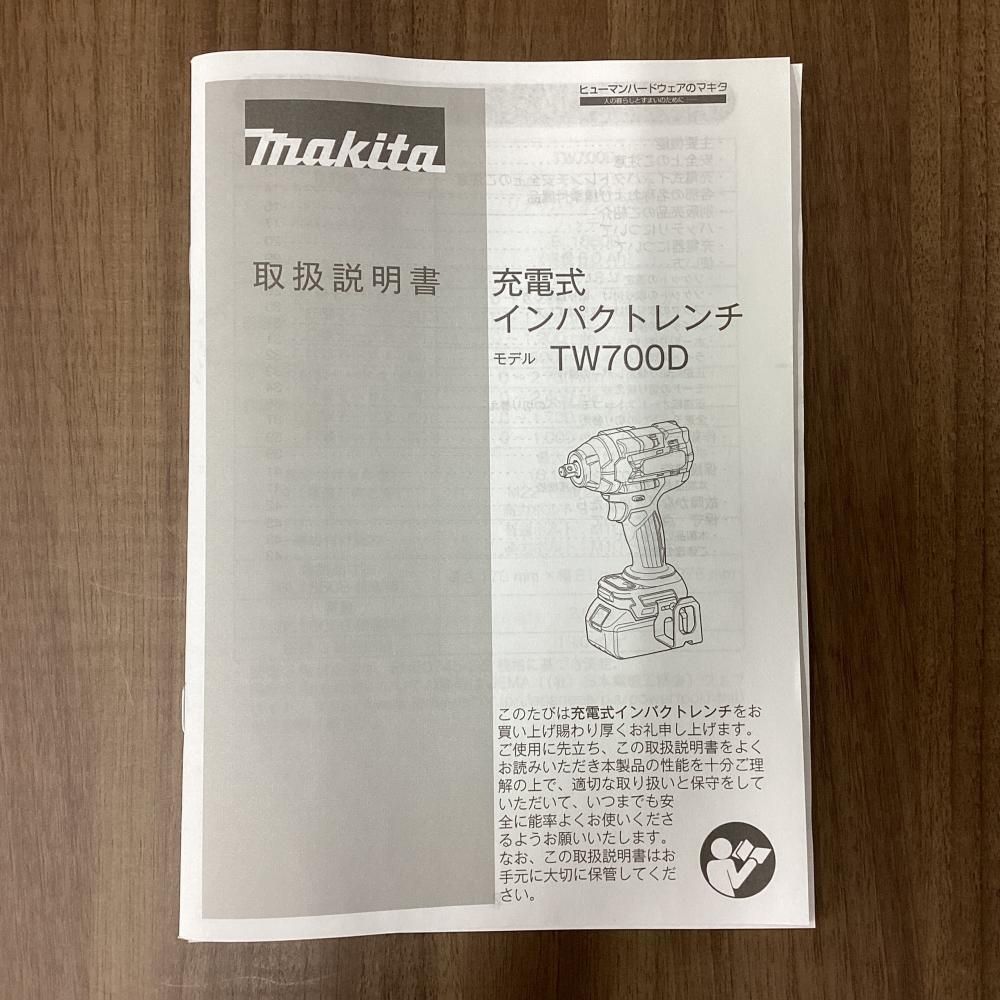 makita
ヒューマンハードウェアのマキタ
人の暮らしとすまいのために
取扱説明書
充電式
インパクトレンチ
モデル TW700D
このたびは充電式インパクトレンチをお
買い上げ賜わり厚くお礼申し上げます。
ご使用に先立ち、この取扱説明書をよく
お読みいただき本製品の性能を十分ご理
解の上で、適切な取り扱いと保守をして
いただいて、いつまでも安
全に能率よくお使いくださ
るようお願いいたします。
なお、この取扱説明書はお
手元に大切に保管してくだ
さい。